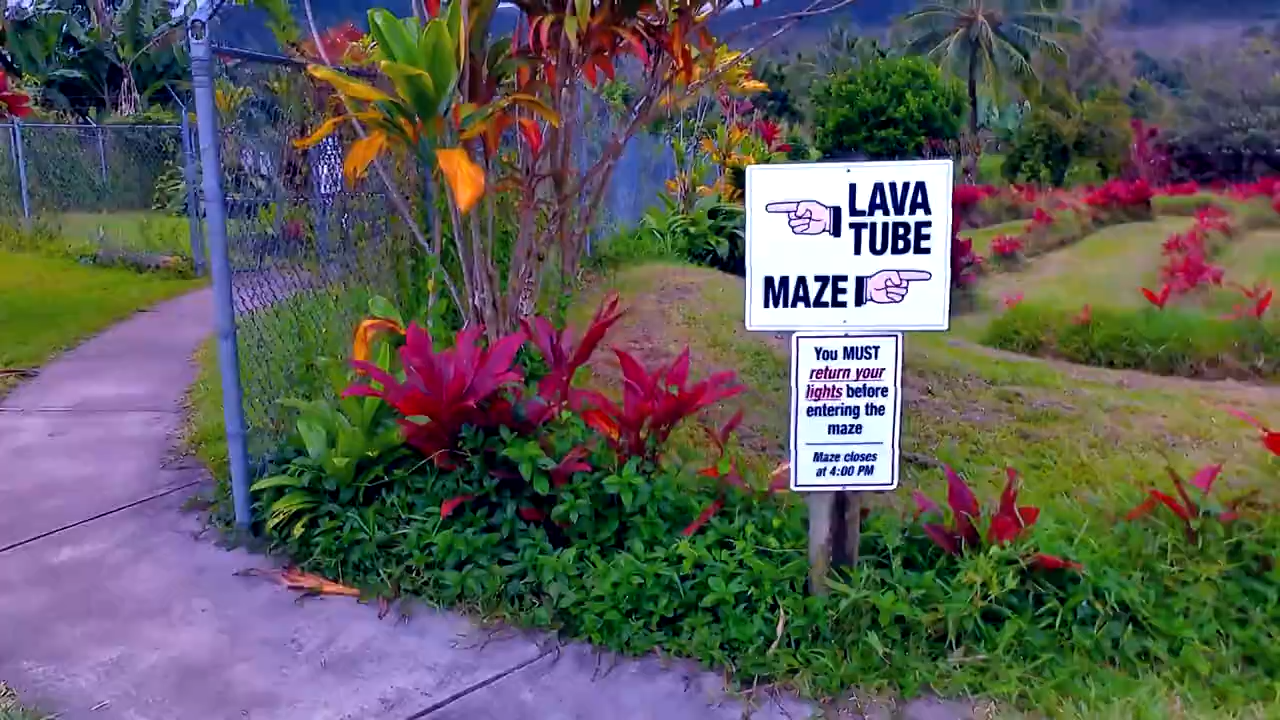 LAVA
TUBE
MAZE
You MUST
return your
lights before
entering the
maze
Maze closes
at 4:00 PM